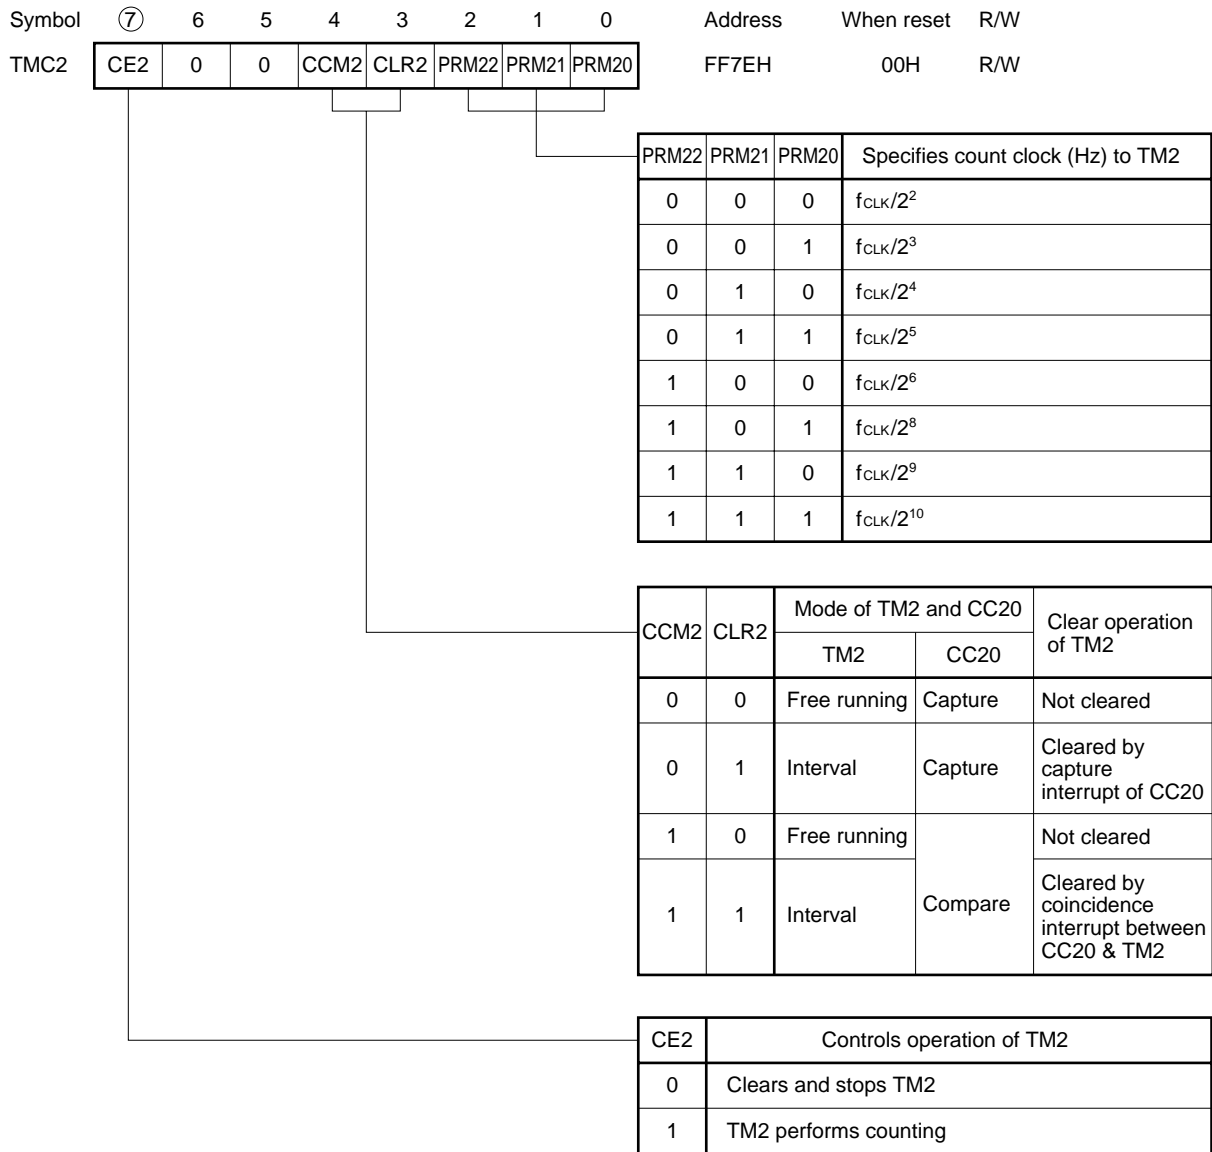 Symbol ⑦ 6 5 4 3 2 1 0 Address When reset R/W
TMC2 CE2 0 0 CCM2 CLR2 PRM22 PRM21 PRM20 FF7EH 00H R/W
PRM22 PRM21 PRM20 Specifies count clock (Hz) to TM2
0 0 0 fCLK/2²
0 0 1 fCLK/2³
0 1 0 fCLK/2⁴
0 1 1 fCLK/2⁵
1 0 0 fCLK/2⁶
1 0 1 fCLK/2⁸
1 1 0 fCLK/2⁹
1 1 1 fCLK/2¹⁰
CCM2 CLR2 Mode of TM2 and CC20 Clear operation
of TM2
TM2 CC20
0 0 Free running Capture Not cleared
0 1 Interval Capture Cleared by
capture
interrupt of CC20
1 0 Free running Not cleared
1 1 Interval Compare Cleared by
coincidence
interrupt between
CC20 & TM2
CE2 Controls operation of TM2
0 Clears and stops TM2
1 TM2 performs counting